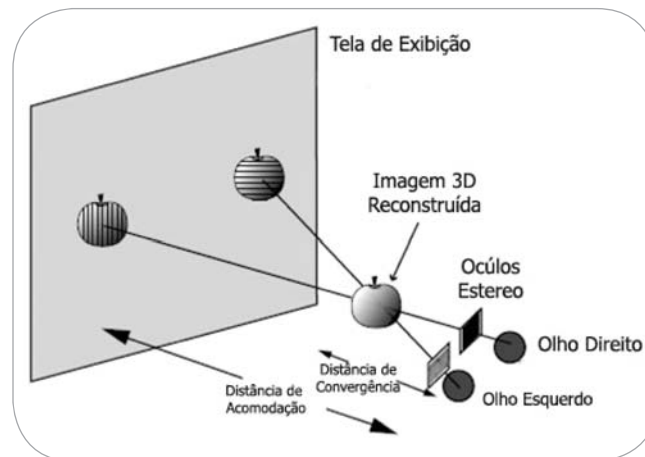 Tela de Exibição
Imagem 3D
Reconstruída
Ocúlos
Estereo
Olho Direito
Distância de
Convergência
Distância de
Acomodação
Olho Esquerdo